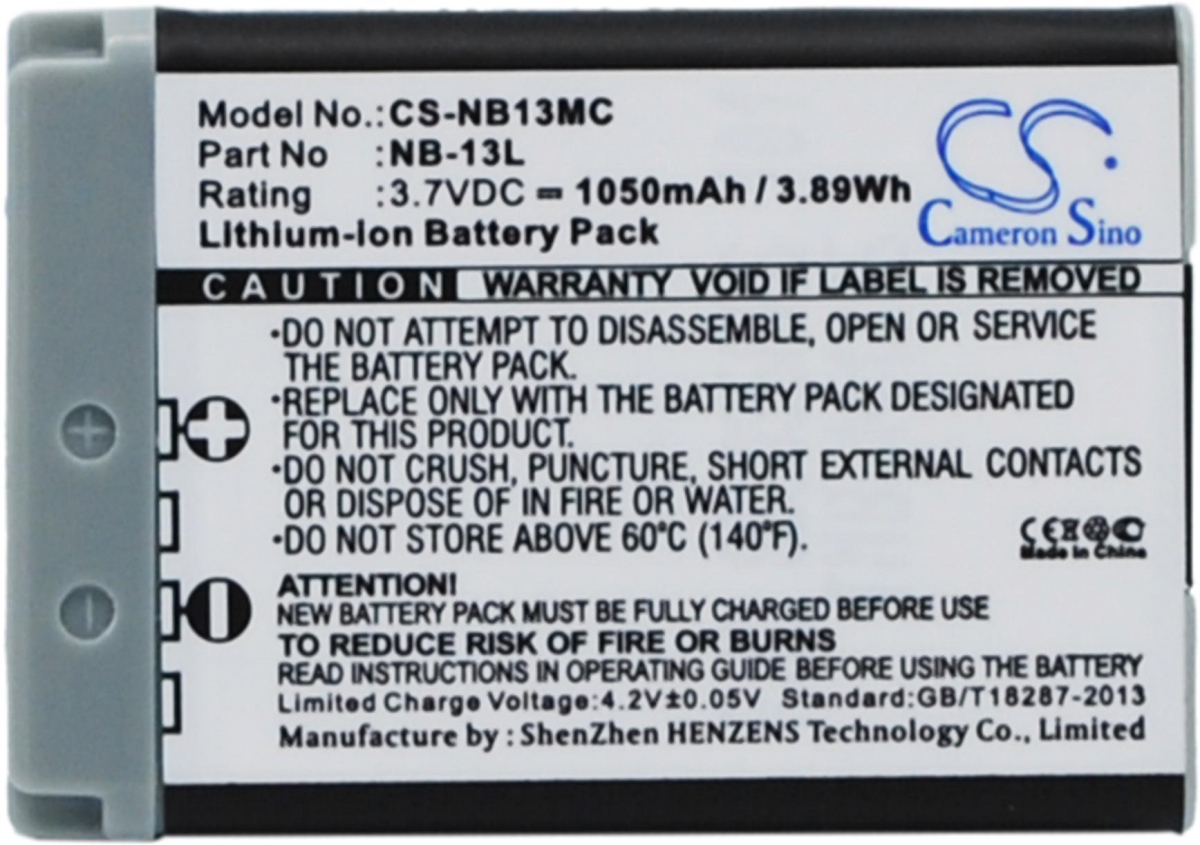 Model No.:CS-NB13MC
Part No :NB-13L
Rating :3.7VDC ⎓ 1050mAh / 3.89Wh
Lithium-ion Battery Pack
Cameron Sino
CAUTION WARRANTY VOID IF LABEL IS REMOVED
•DO NOT ATTEMPT TO DISASSEMBLE, OPEN OR SERVICE
THE BATTERY PACK.
•REPLACE ONLY WITH THE BATTERY PACK DESIGNATED
FOR THIS PRODUCT.
•DO NOT CRUSH, PUNCTURE, SHORT EXTERNAL CONTACTS
OR DISPOSE OF IN FIRE OR WATER.
•DO NOT STORE ABOVE 60°C (140°F).
CE
Made in China
ATTENTION!
NEW BATTERY PACK MUST BE FULLY CHARGED BEFORE USE
TO REDUCE RISK OF FIRE OR BURNS
READ INSTRUCTIONS IN OPERATING GUIDE BEFORE USING THE BATTERY
Limited Charge Voltage:4.2V±0.05V Standard:GB/T18287-2013
Manufacture by : ShenZhen HENZENS Technology Co., Limited